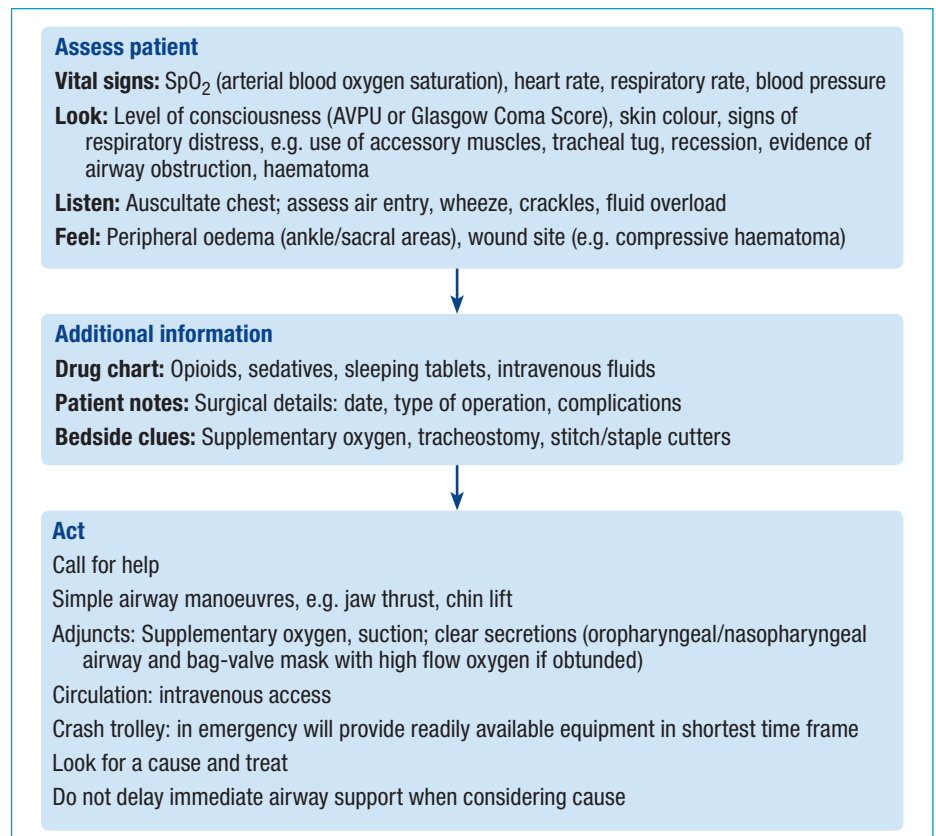 Assess patient
Vital signs: SpO₂ (arterial blood oxygen saturation), heart rate, respiratory rate, blood pressure
Look: Level of consciousness (AVPU or Glasgow Coma Score), skin colour, signs of
respiratory distress, e.g. use of accessory muscles, tracheal tug, recession, evidence of
airway obstruction, haematoma
Listen: Auscultate chest; assess air entry, wheeze, crackles, fluid overload
Feel: Peripheral oedema (ankle/sacral areas), wound site (e.g. compressive haematoma)
Additional information
Drug chart: Opioids, sedatives, sleeping tablets, intravenous fluids
Patient notes: Surgical details: date, type of operation, complications
Bedside clues: Supplementary oxygen, tracheostomy, stitch/staple cutters
Act
Call for help
Simple airway manoeuvres, e.g. jaw thrust, chin lift
Adjuncts: Supplementary oxygen, suction; clear secretions (oropharyngeal/nasopharyngeal
airway and bag-valve mask with high flow oxygen if obtunded)
Circulation: intravenous access
Crash trolley: in emergency will provide readily available equipment in shortest time frame
Look for a cause and treat
Do not delay immediate airway support when considering cause